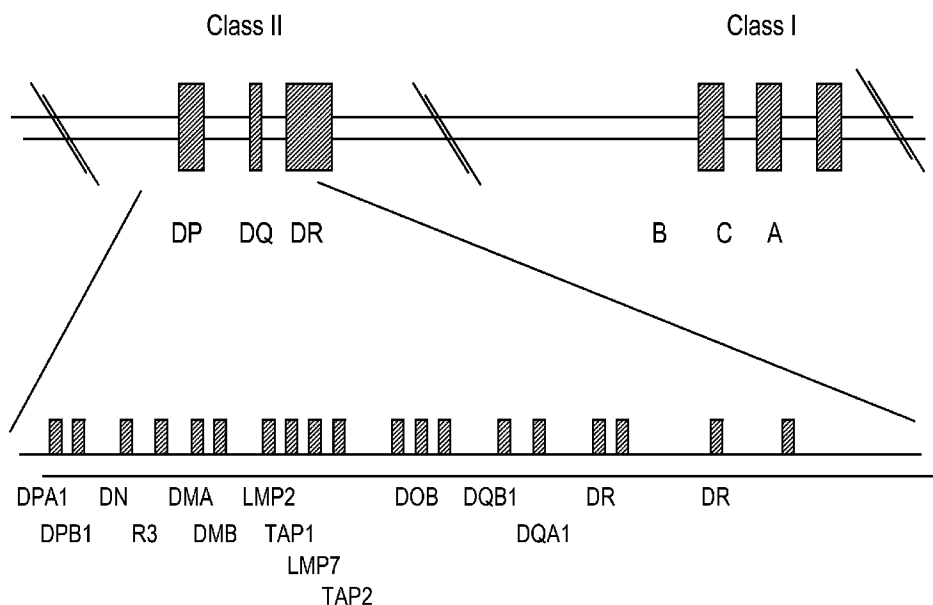 Class II Class I
DP DQ DR B C A
DPA1 DN DMA LMP2 DOB DQB1 DR DR
DPB1 R3 DMB TAP1 DQA1
LMP7
TAP2